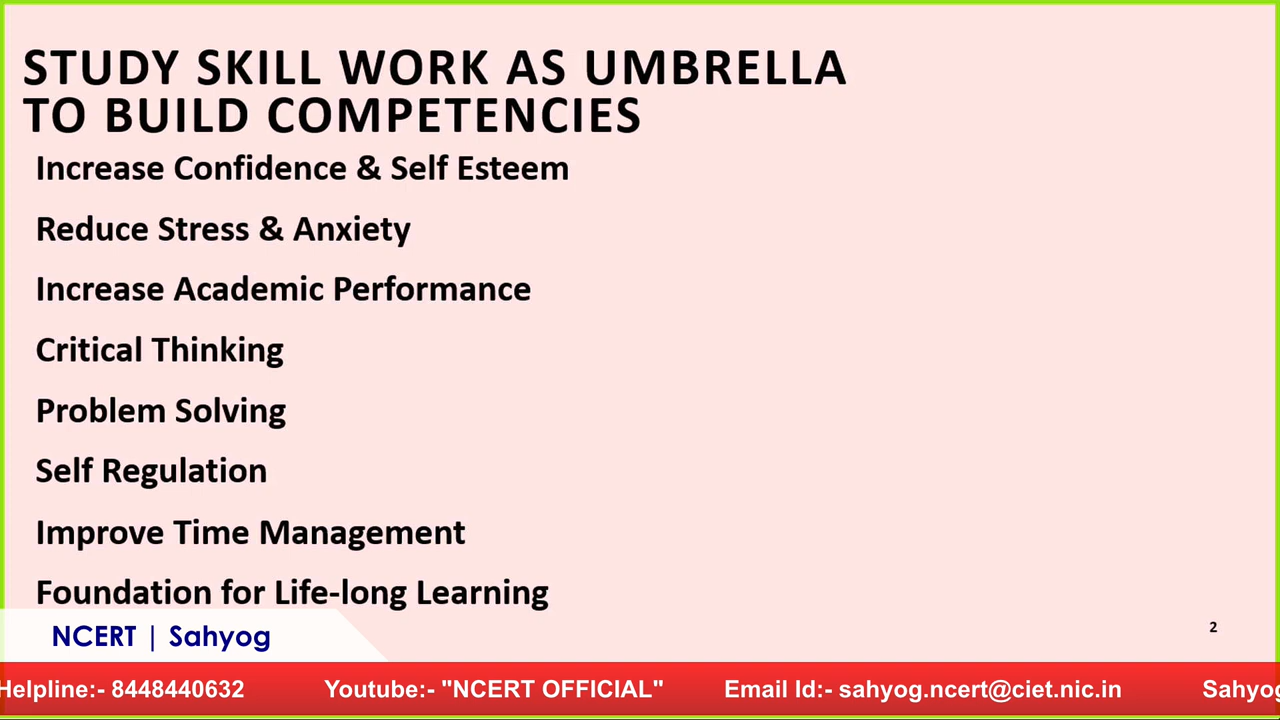 STUDY SKILL WORK AS UMBRELLA
TO BUILD COMPETENCIES
Increase Confidence & Self Esteem
Reduce Stress & Anxiety
Increase Academic Performance
Critical Thinking
Problem Solving
Self Regulation
Improve Time Management
Foundation for Life-long Learning
2
NCERT | Sahyog
Helpline:- 8448440632 Youtube:- "NCERT OFFICIAL" Email Id:- sahyog.ncert@ciet.nic.in